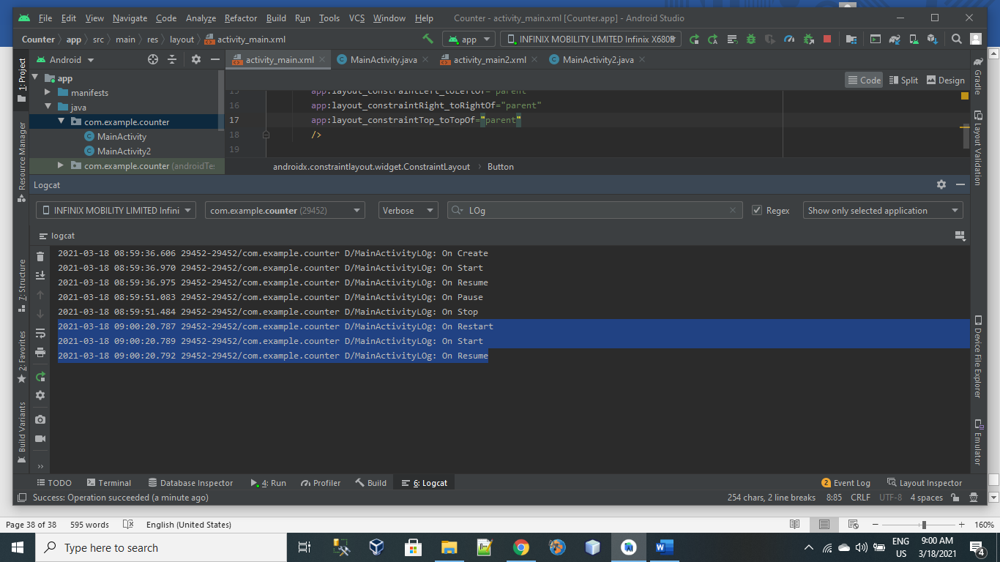 File Edit View Navigate Code Analyze Refactor Build Run Tools VCS Window Help Counter - activity_main.xml [Counter.app] - Android Studio
Counter app src main res layout activity_main.xml app INFINIX MOBILITY LIMITED Infinix X680B
Android activity_main.xml MainActivity.java activity_main2.xml MainActivity2.java
Code Split Design
1: Project
Resource Manager
7: Structure
2: Favorites
Build Variants
app
manifests
java
com.example.counter
MainActivity
MainActivity2
com.example.counter (androidTes
15 app:layout_constraintLeft_toLeftOf="parent"
16 app:layout_constraintRight_toRightOf="parent"
17 app:layout_constraintTop_toTopOf="parent"
18 />
19
androidx.constraintlayout.widget.ConstraintLayout Button
Gradle
Layout Validation
Device File Explorer
Emulator
Logcat
INFINIX MOBILITY LIMITED Infini com.example.counter (29452) Verbose LOg Regex Show only selected application
logcat
2021-03-18 08:59:36.606 29452-29452/com.example.counter D/MainActivityLOg: On Create
2021-03-18 08:59:36.970 29452-29452/com.example.counter D/MainActivityLOg: On Start
2021-03-18 08:59:36.975 29452-29452/com.example.counter D/MainActivityLOg: On Resume
2021-03-18 08:59:51.083 29452-29452/com.example.counter D/MainActivityLOg: On Pause
2021-03-18 08:59:51.484 29452-29452/com.example.counter D/MainActivityLOg: On Stop
2021-03-18 09:00:20.787 29452-29452/com.example.counter D/MainActivityLOg: On Restart
2021-03-18 09:00:20.789 29452-29452/com.example.counter D/MainActivityLOg: On Start
2021-03-18 09:00:20.792 29452-29452/com.example.counter D/MainActivityLOg: On Resume
TODO Terminal Database Inspector 4: Run Profiler Build 6: Logcat 2 Event Log Layout Inspector
Success: Operation succeeded (a minute ago) 254 chars, 2 line breaks 8:85 CRLF UTF-8 4 spaces
Page 38 of 38 595 words English (United States) 160%
Type here to search
ENG
US
9:00 AM
3/18/2021
4